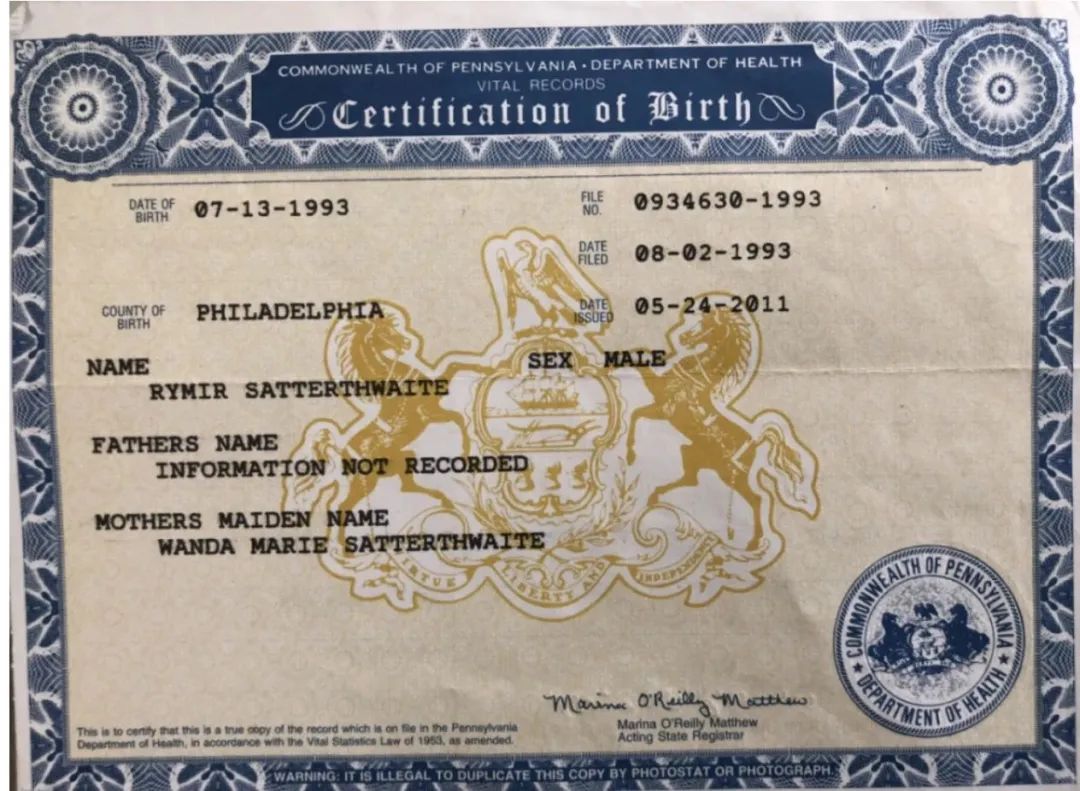 COMMONWEALTH OF PENNSYLVANIA • DEPARTMENT OF HEALTH
VITAL RECORDS
Certification of Birth
DATE OF BIRTH 07-13-1993
FILE NO. 0934630-1993
DATE FILED 08-02-1993
COUNTY OF BIRTH PHILADELPHIA
DATE ISSUED 05-24-2011
NAME SEX MALE
RYMIR SATTERTHWAITE
FATHERS NAME
INFORMATION NOT RECORDED
MOTHERS MAIDEN NAME
WANDA MARIE SATTERTHWAITE
VIRTUE LIBERTY AND INDEPENDENCE
COMMONWEALTH OF PENNSYLVANIA
DEPARTMENT OF HEALTH
Marina O'Reilly Matthew
Marina O'Reilly Matthew
Acting State Registrar
This is to certify that this is a true copy of the record which is on file in the Pennsylvania
Department of Health, in accordance with the Vital Statistics Law of 1953, as amended.
WARNING: IT IS ILLEGAL TO DUPLICATE THIS COPY BY PHOTOSTAT OR PHOTOGRAPH.